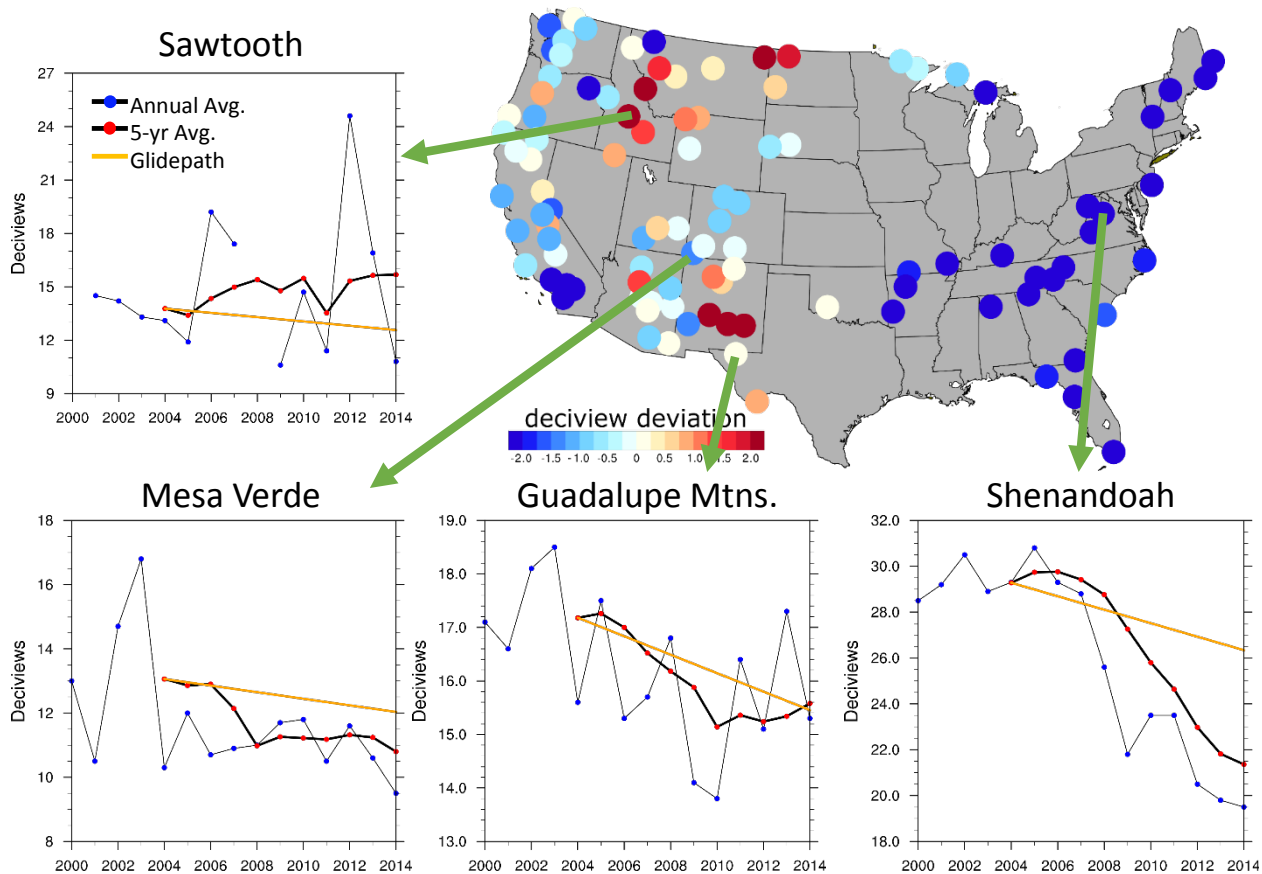 Sawtooth
27
24
21
18
15
12
9
Deciviews
Annual Avg.
5-yr Avg.
Glidepath
2000 2002 2004 2006 2008 2010 2012 2014
deciview deviation
-2.0 -1.5 -1.0 -0.5 0 0.5 1.0 1.5 2.0
Mesa Verde
18
16
14
12
10
8
Deciviews
2000 2002 2004 2006 2008 2010 2012 2014
Guadalupe Mtns.
19.0
18.0
17.0
16.0
15.0
14.0
13.0
Deciviews
2000 2002 2004 2006 2008 2010 2012 2014
Shenandoah
32.0
30.0
28.0
26.0
24.0
22.0
20.0
18.0
Deciviews
2000 2002 2004 2006 2008 2010 2012 2014